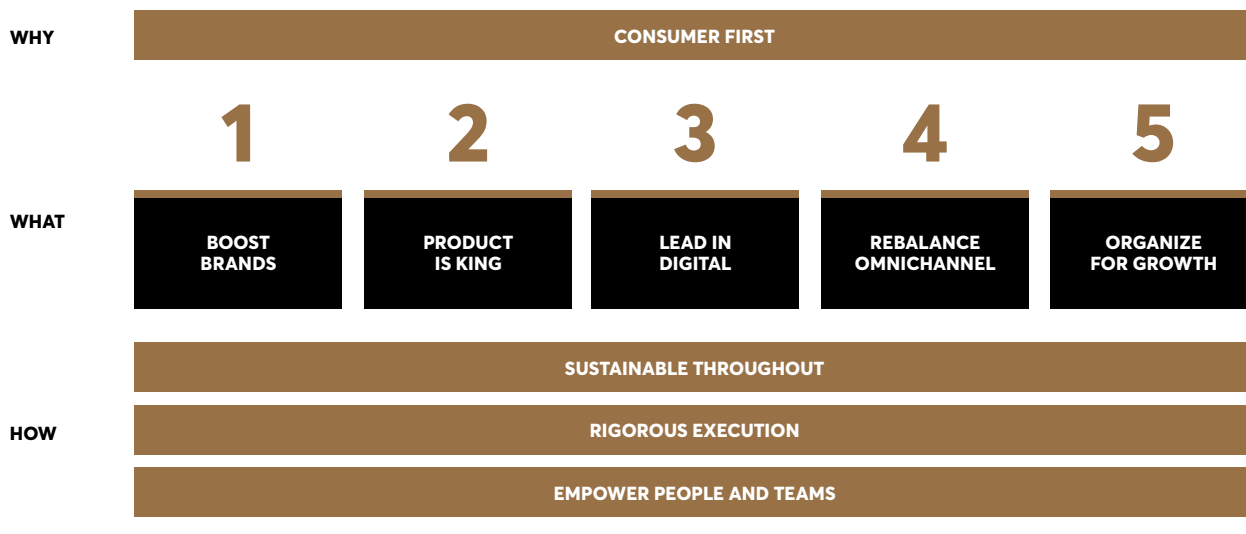 WHY
CONSUMER FIRST
1
2
3
4
5
WHAT
BOOST
BRANDS
PRODUCT
IS KING
LEAD IN
DIGITAL
REBALANCE
OMNICHANNEL
ORGANIZE
FOR GROWTH
HOW
SUSTAINABLE THROUGHOUT
RIGOROUS EXECUTION
EMPOWER PEOPLE AND TEAMS